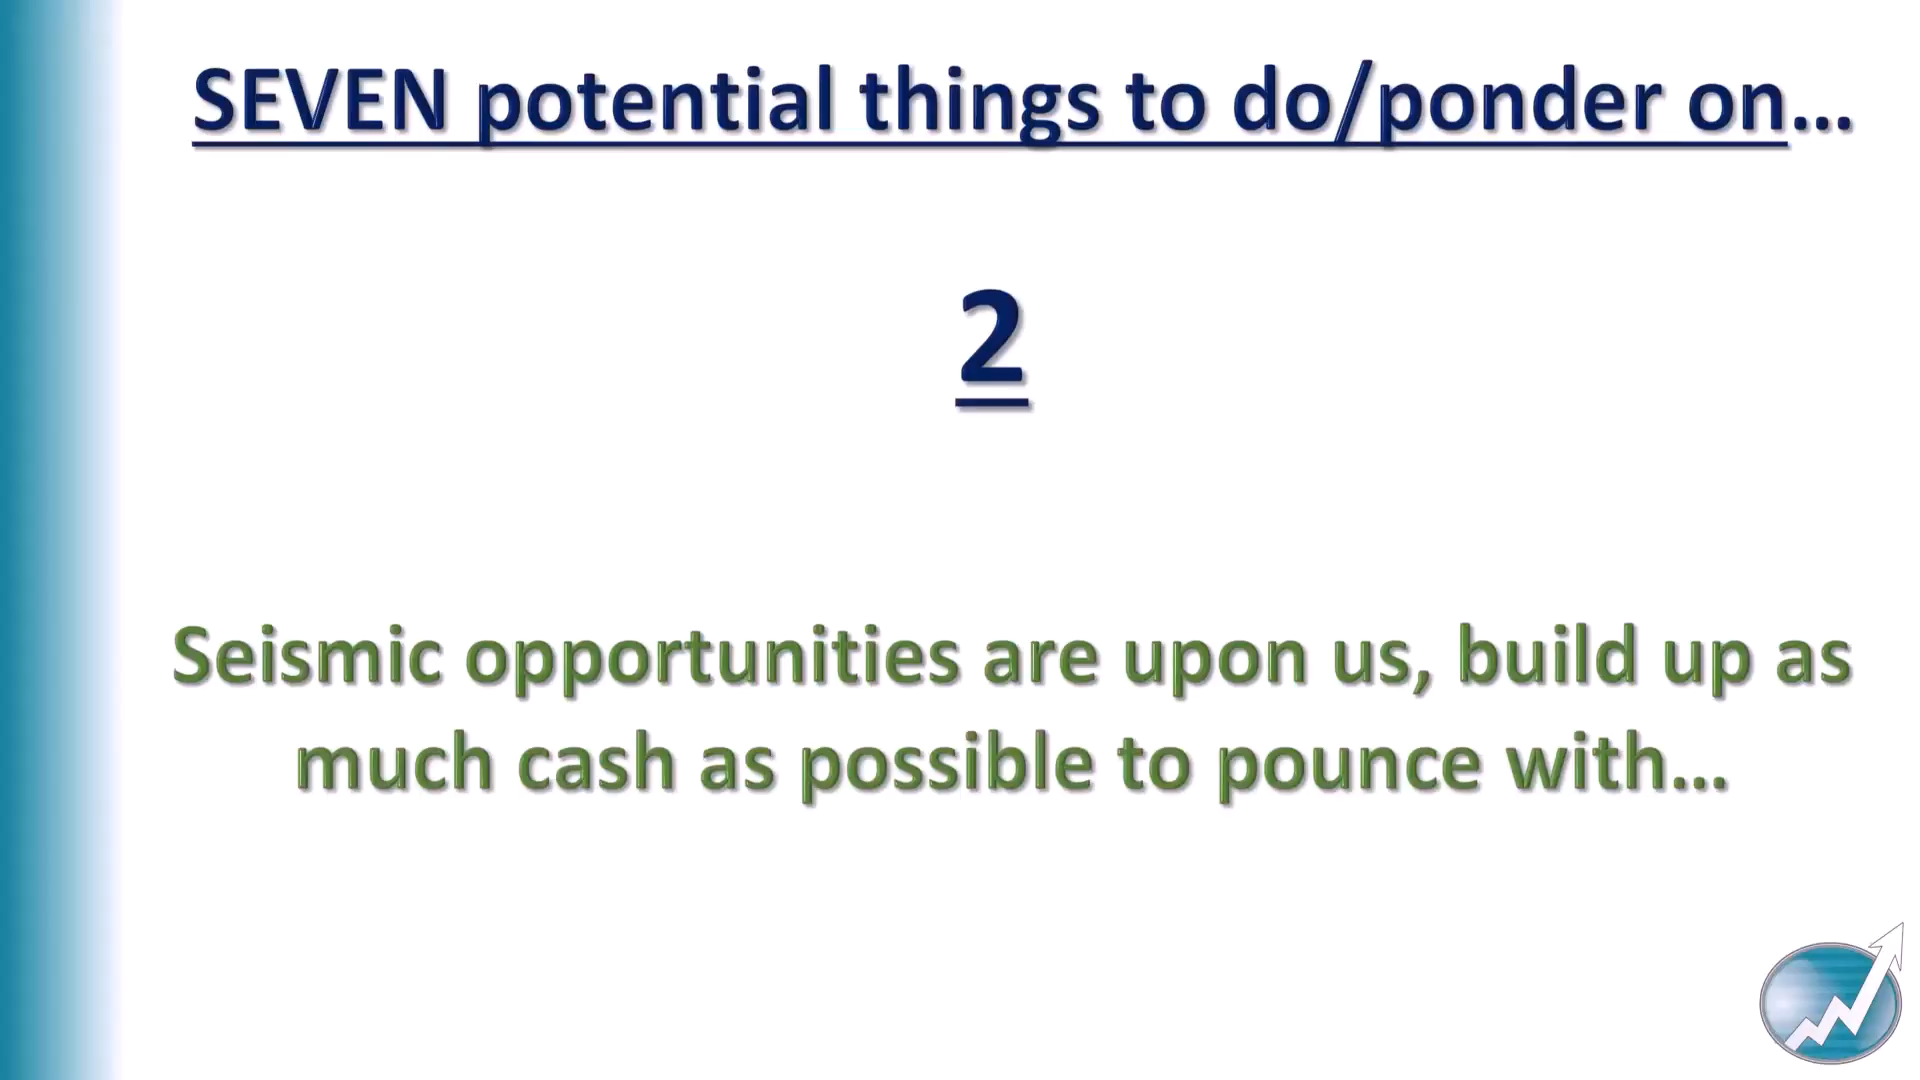 SEVEN potential things to do/ponder on...
2
Seismic opportunities are upon us, build up as
much cash as possible to pounce with...